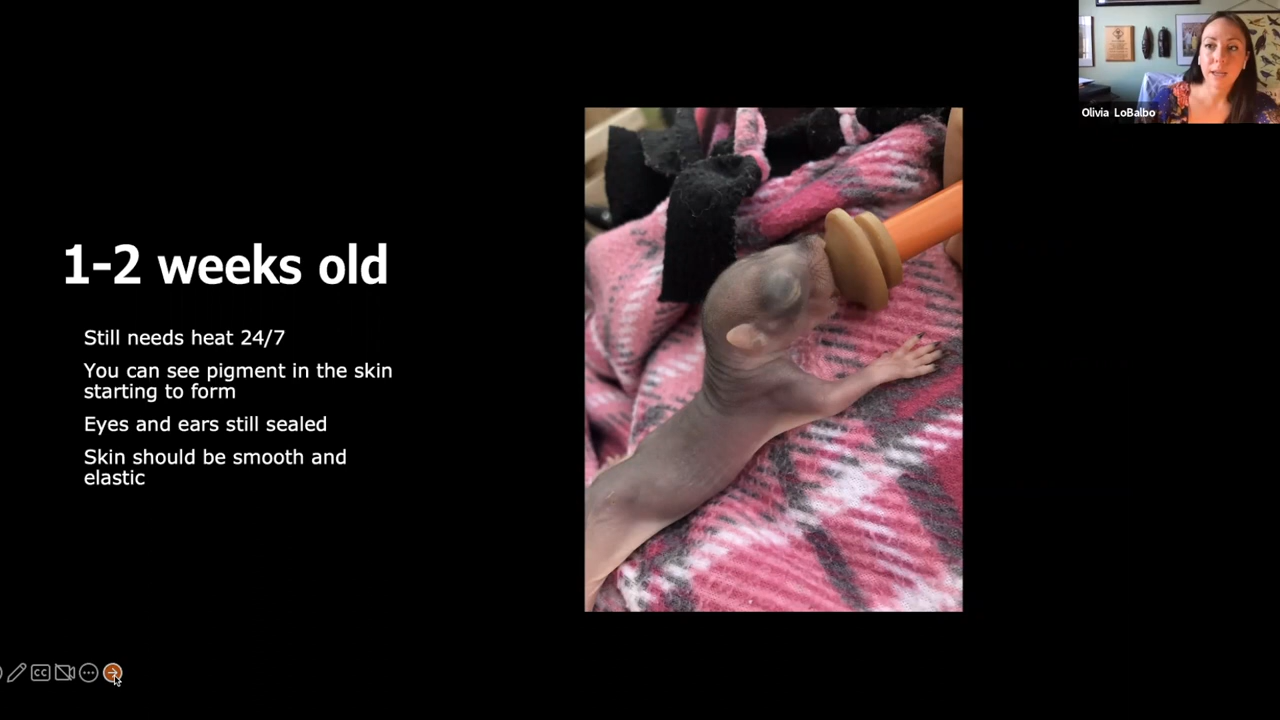 Olivia LoBalbo
1-2 weeks old
Still needs heat 24/7
You can see pigment in the skin
starting to form
Eyes and ears still sealed
Skin should be smooth and
elastic
CC